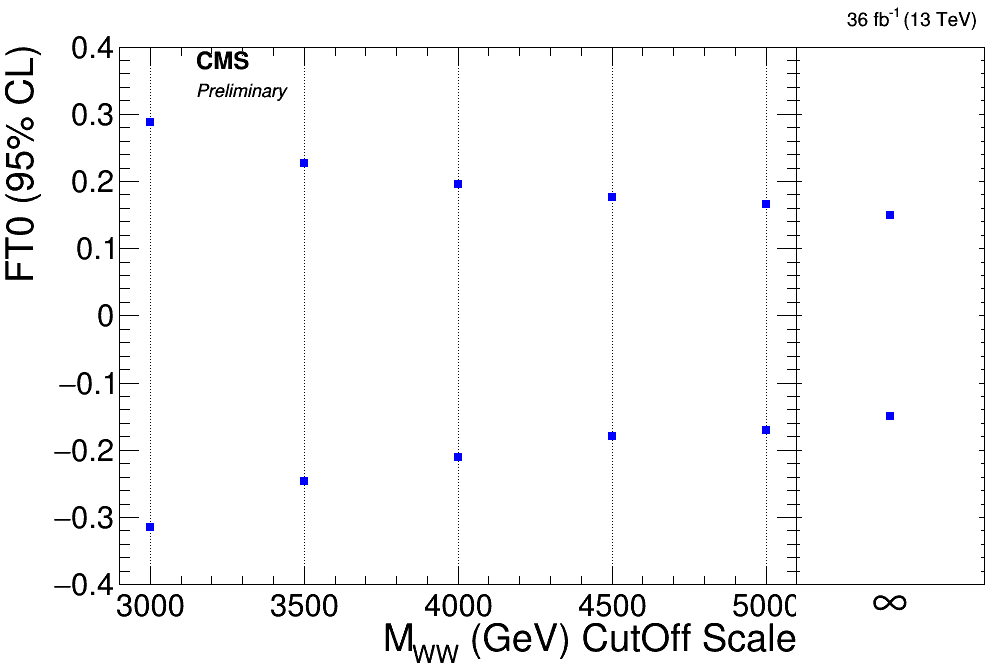 36 fb-1 (13 TeV)
CMS
Preliminary
FT0 (95% CL)
0.4
0.3
0.2
0.1
0
−0.1
−0.2
−0.3
−0.4
3000 3500 4000 4500 5000 ∞
MWW (GeV) CutOff Scale